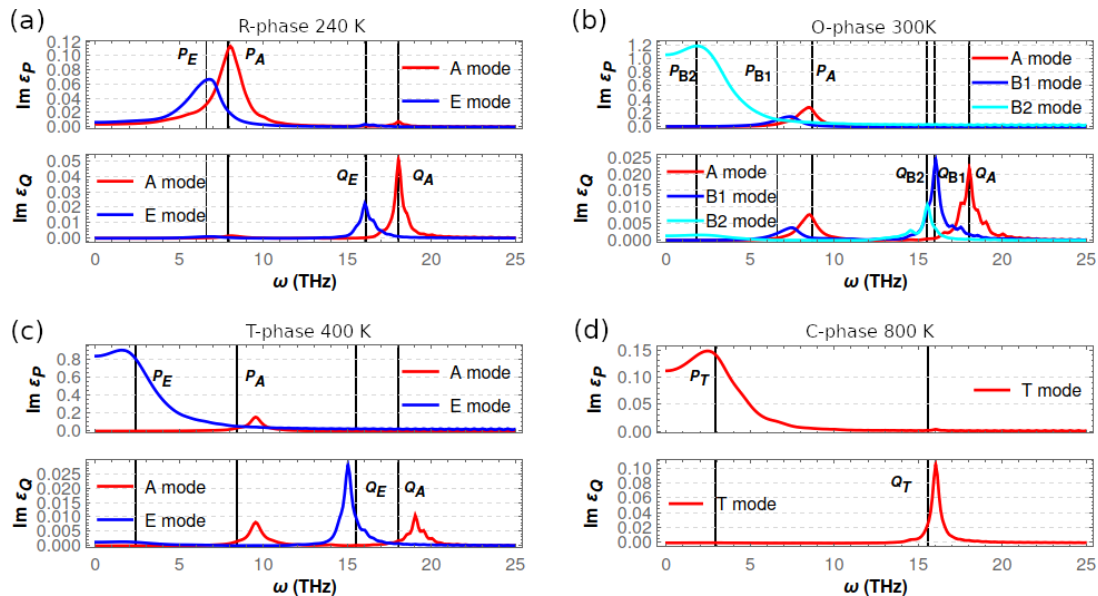 (a)
R-phase 240 K
Im εP
0.12
0.10
0.08
0.06
0.04
0.02
0.00
PE
PA
A mode
E mode
Im εQ
0.05
0.04
0.03
0.02
0.01
0.00
A mode
E mode
QE
QA
0 5 10 15 20 25
ω (THz)
(b)
O-phase 300K
Im εP
1.2
1.0
0.8
0.6
0.4
0.2
0.0
PB2
PB1
PA
A mode
B1 mode
B2 mode
Im εQ
0.025
0.020
0.015
0.010
0.005
0.000
A mode
B1 mode
B2 mode
QB2
QB1
QA
0 5 10 15 20 25
ω (THz)
(c)
T-phase 400 K
Im εP
0.8
0.6
0.4
0.2
0.0
PE
PA
A mode
E mode
Im εQ
0.025
0.020
0.015
0.010
0.005
0.000
A mode
E mode
QE
QA
0 5 10 15 20 25
ω (THz)
(d)
C-phase 800 K
Im εP
0.15
0.10
0.05
0.00
PT
T mode
Im εQ
0.10
0.08
0.06
0.04
0.02
0.00
T mode
QT
0 5 10 15 20 25
ω (THz)